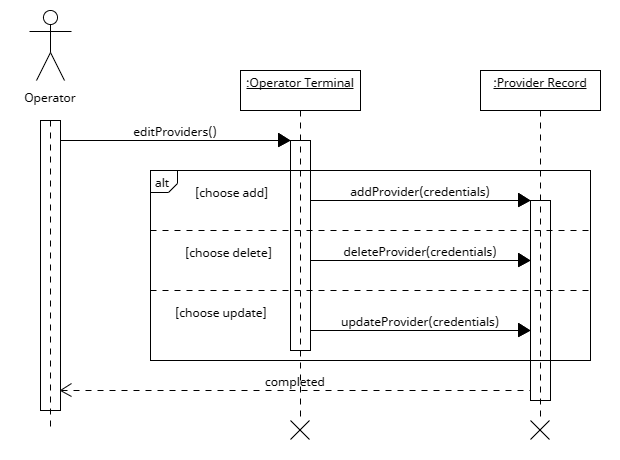 Operator
:Operator Terminal
:Provider Record
editProviders()
alt
[choose add]
addProvider(credentials)
[choose delete]
deleteProvider(credentials)
[choose update]
updateProvider(credentials)
completed